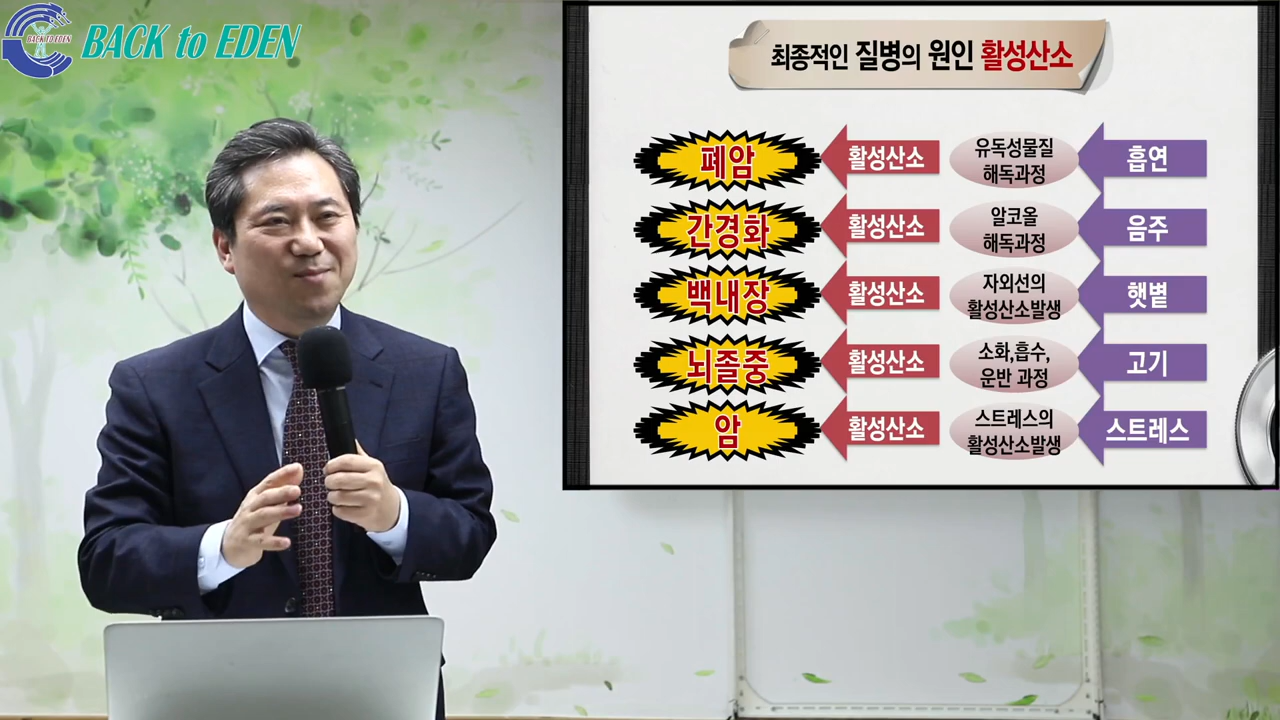 BACK to EDEN
BACK TO EDEN
최종적인 질병의 원인 활성산소
폐암
활성산소
유독성물질
해독과정
흡연
간경화
활성산소
알코올
해독과정
음주
백내장
활성산소
자외선의
활성산소발생
햇볕
뇌졸중
활성산소
소화,흡수,
운반 과정
고기
암
활성산소
스트레스의
활성산소발생
스트레스